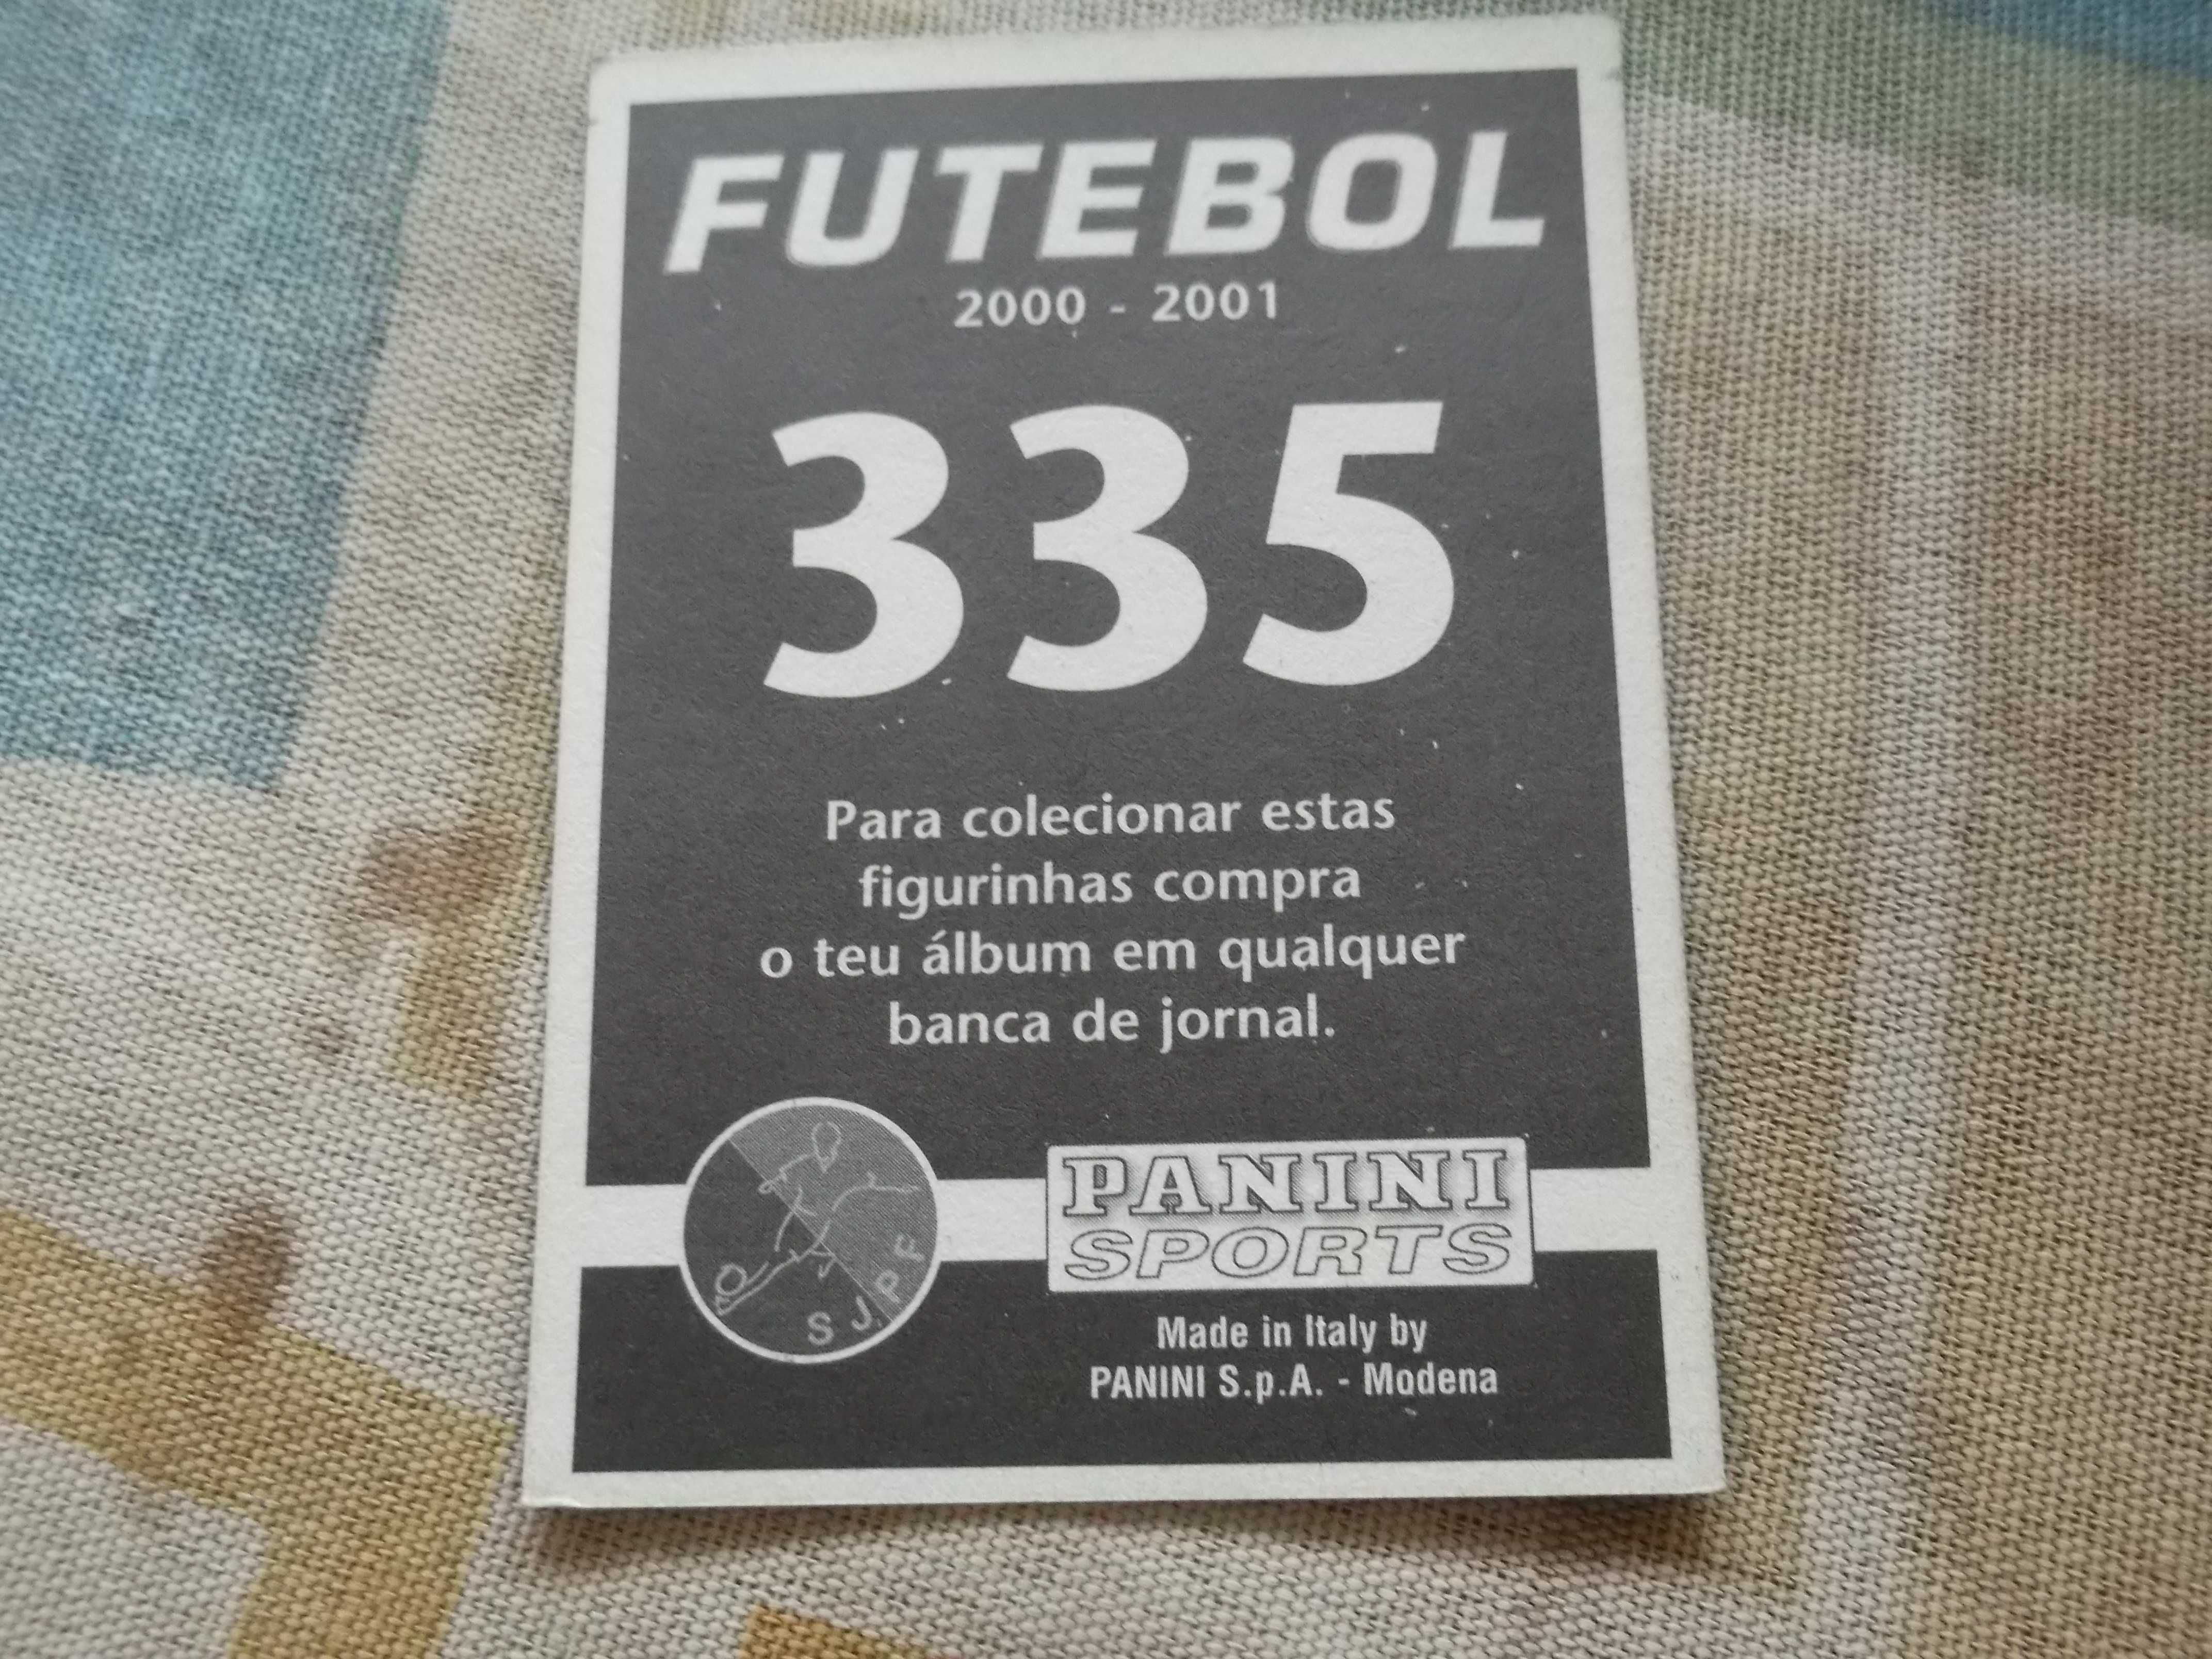 FUTEBOL
2000 - 2001
335
Para colecionar estas
figurinhas compra
o teu álbum em qualquer
banca de jornal.
S.J.P.F
PANINI
SPORTS
Made in Italy by
PANINI S.p.A. - Modena